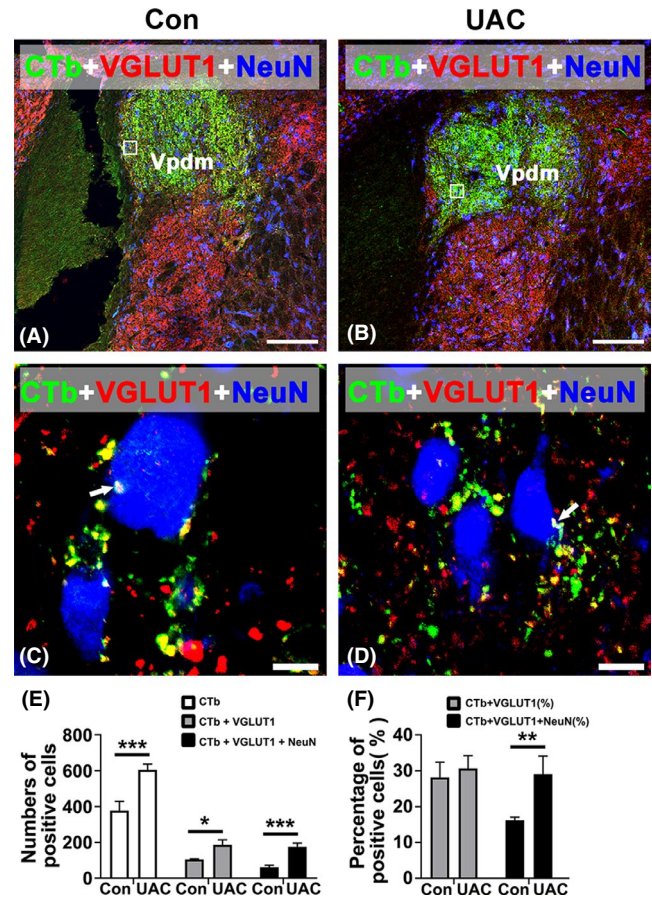 Con UAC
CTb+VGLUT1+NeuN CTb+VGLUT1+NeuN
Vpdm Vpdm
(A) (B)
CTb+VGLUT1+NeuN CTb+VGLUT1+NeuN
(C) (D)
(E)
CTb
CTb + VGLUT1
CTb + VGLUT1 + NeuN
Numbers of
positive cells
800
600
400
200
0
***
*
***
Con UAC Con UAC Con UAC
(F)
CTb+VGLUT1(%)
CTb+VGLUT1+NeuN(%)
Percentage of
positive cells( % )
40
30
20
10
0
**
Con UAC Con UAC